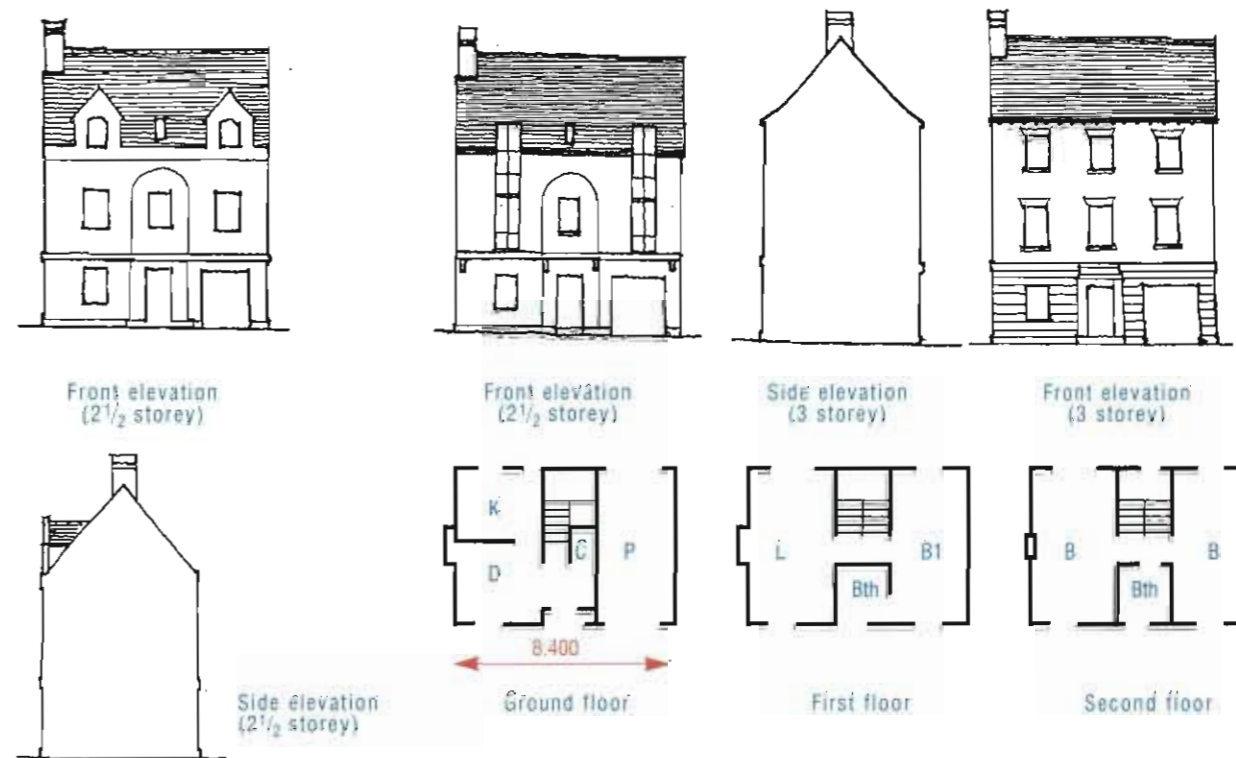 Front elevation
(2½ storey)
Front elevation
(2½ storey)
Side elevation
(3 storey)
Front elevation
(3 storey)
Side elevation
(2½ storey)
K
D
C
P
8.400
Ground floor
L
B1
Bth
First floor
B
B
Bth
Second floor